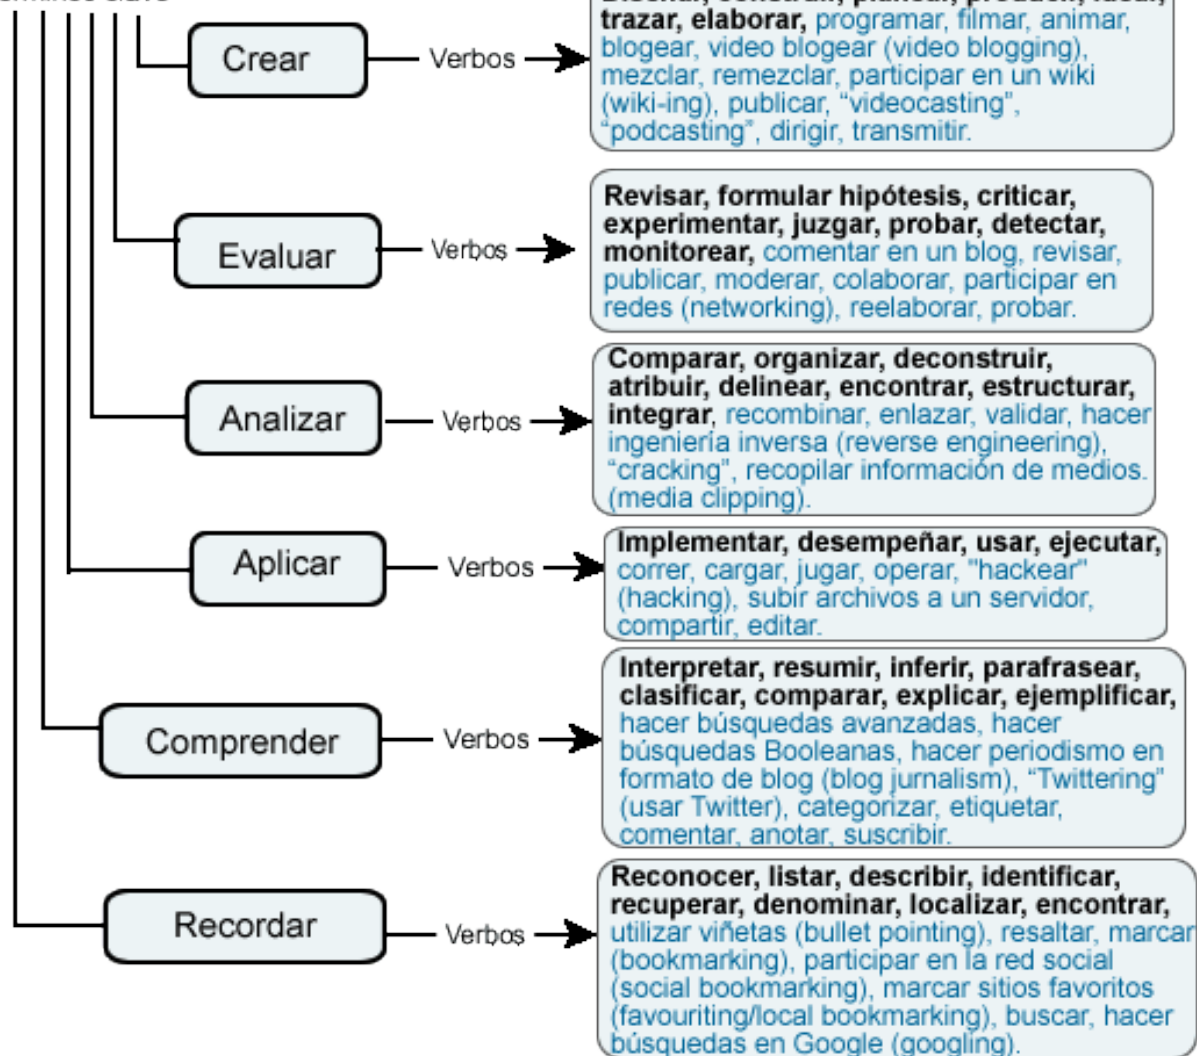 Crear
Verbos
trazar, elaborar, programar, filmar, animar,
blogear, video blogear (video blogging),
mezclar, remezclar, participar en un wiki
(wiki-ing), publicar, “videocasting”,
“podcasting”, dirigir, transmitir.
Evaluar
Verbos
Revisar, formular hipótesis, criticar,
experimentar, juzgar, probar, detectar,
monitorear, comentar en un blog, revisar,
publicar, moderar, colaborar, participar en
redes (networking), reelaborar, probar.
Analizar
Verbos
Comparar, organizar, deconstruir,
atribuir, delinear, encontrar, estructurar,
integrar, recombinar, enlazar, validar, hacer
ingeniería inversa (reverse engineering),
“cracking”, recopilar información de medios.
(media clipping).
Aplicar
Verbos
Implementar, desempeñar, usar, ejecutar,
correr, cargar, jugar, operar, "hackear"
(hacking), subir archivos a un servidor,
compartir, editar.
Comprender
Verbos
Interpretar, resumir, inferir, parafrasear,
clasificar, comparar, explicar, ejemplificar,
hacer búsquedas avanzadas, hacer
búsquedas Booleanas, hacer periodismo en
formato de blog (blog jurnalism), “Twittering”
(usar Twitter), categorizar, etiquetar,
comentar, anotar, suscribir.
Recordar
Verbos
Reconocer, listar, describir, identificar,
recuperar, denominar, localizar, encontrar,
utilizar viñetas (bullet pointing), resaltar, marcar
(bookmarking), participar en la red social
(social bookmarking), marcar sitios favoritos
(favouriting/local bookmarking), buscar, hacer
búsquedas en Google (googling).